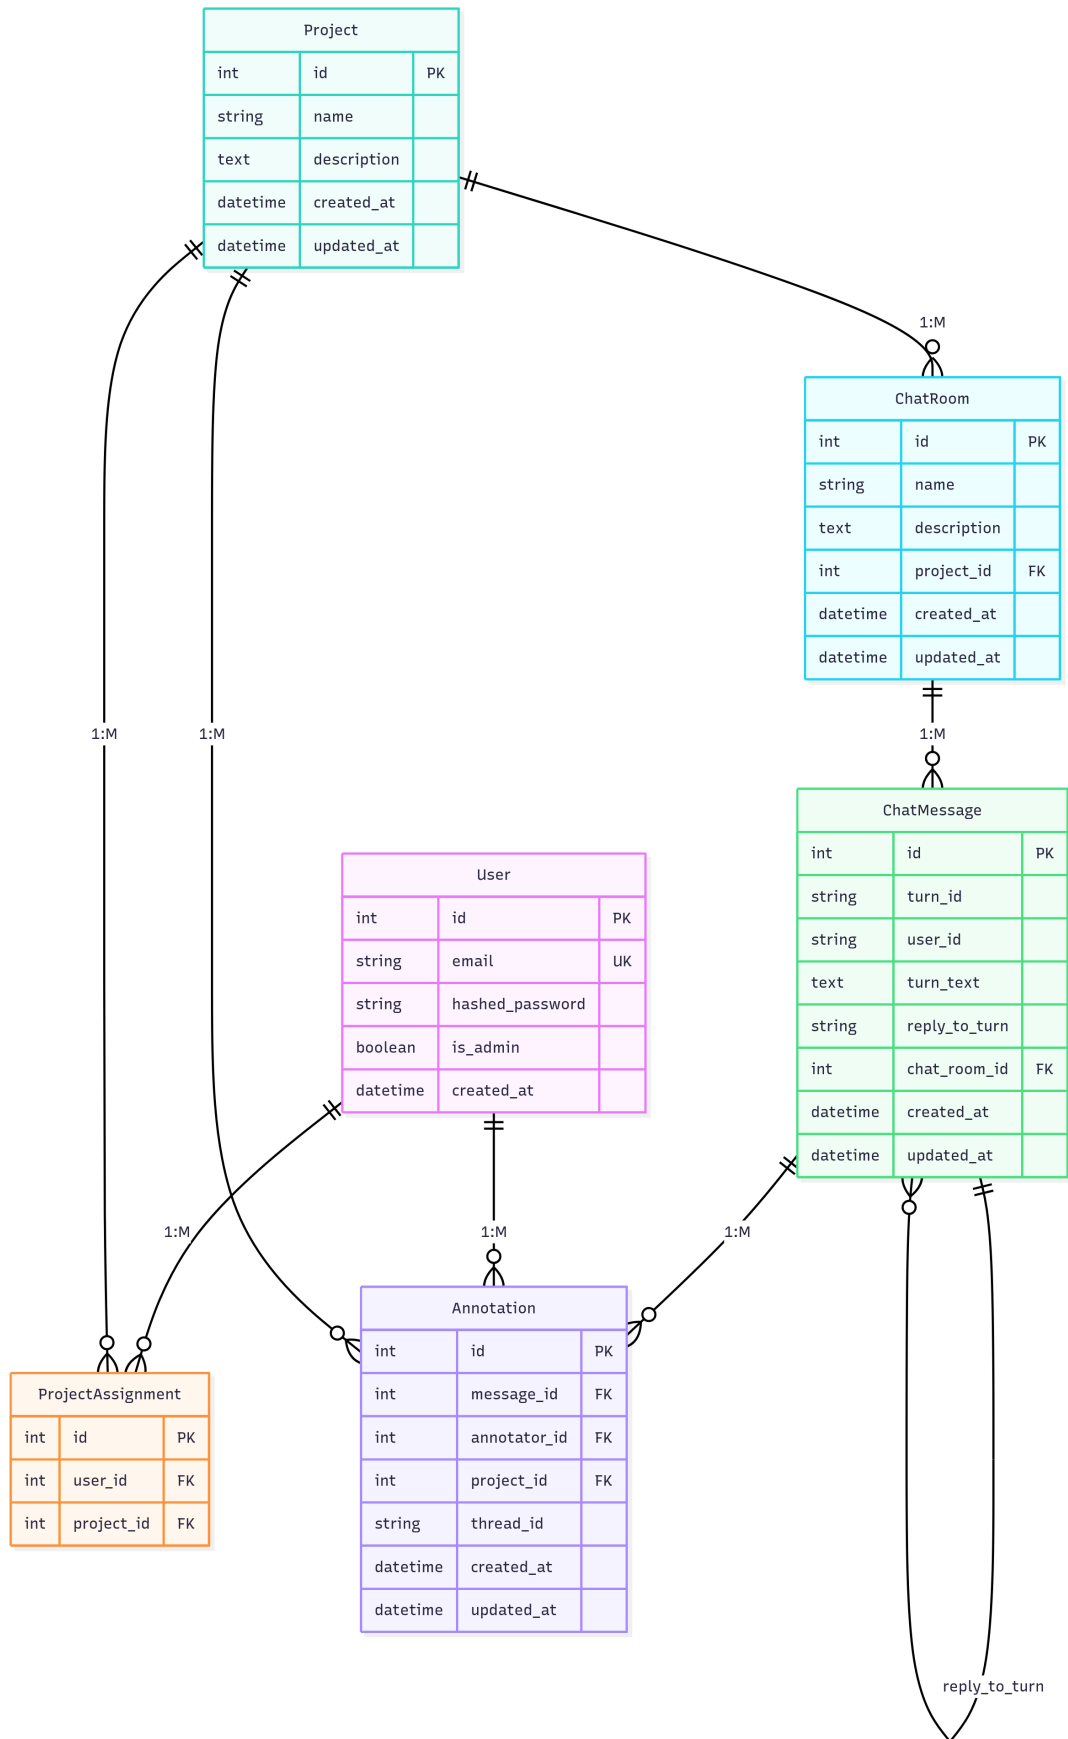 Project
int id PK
string name
text description
datetime created_at
datetime updated_at
1:M
ChatRoom
int id PK
string name
text description
int project_id FK
datetime created_at
datetime updated_at
1:M
1:M
1:M
ChatMessage
int id PK
string turn_id
string user_id
text turn_text
string reply_to_turn
int chat_room_id FK
datetime created_at
datetime updated_at
User
int id PK
string email UK
string hashed_password
boolean is_admin
datetime created_at
1:M
1:M
1:M
Annotation
int id PK
int message_id FK
int annotator_id FK
int project_id FK
string thread_id
datetime created_at
datetime updated_at
ProjectAssignment
int id PK
int user_id FK
int project_id FK
reply_to_turn